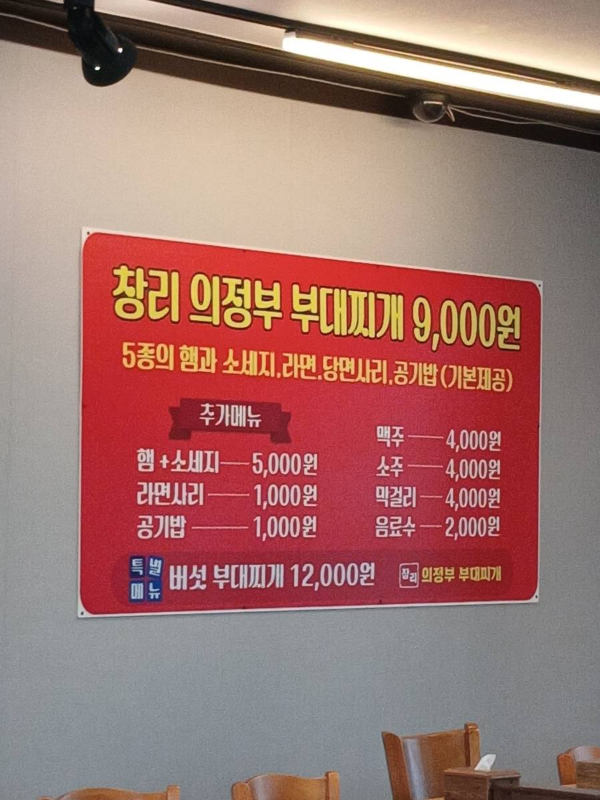 창리 의정부 부대찌개 9,000원
5종의 햄과 소세지.라면.당면사리.공기밥(기본제공)
추가메뉴
햄+소세지 5,000원
라면사리 1,000원
공기밥 1,000원
맥주 4,000원
소주 4,000원
막걸리 4,000원
음료수 2,000원
특별메뉴 버섯 부대찌개 12,000원
창리 의정부 부대찌개